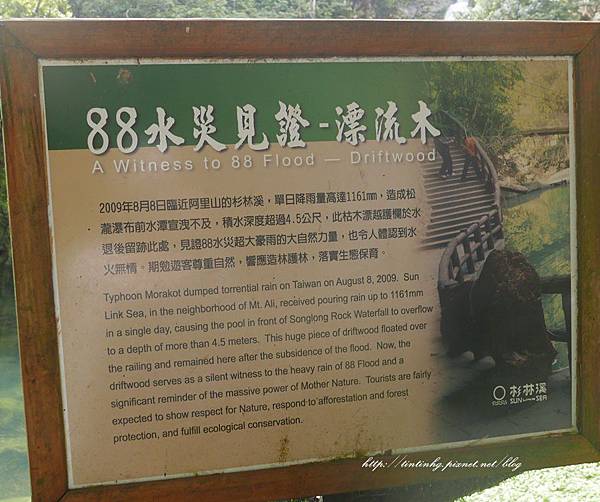 88水災見證-漂流木
A Witness to 88 Flood — Driftwood
2009年8月8日臨近阿里山的杉林溪，單日降雨量高達1161mm，造成松
瀧瀑布前水潭宣洩不及，積水深度超過4.5公尺，此枯木漂越護欄於水
退後留跡此處，見證88水災超大豪雨的大自然力量，也令人體認到水
火無情。期勉遊客尊重自然，響應造林護林，落實生態保育。
Typhoon Morakot dumped torrential rain on Taiwan on August 8, 2009. Sun
Link Sea, in the neighborhood of Mt. Ali, received pouring rain up to 1161mm
in a single day, causing the pool in front of Songlong Rock Waterfall to overflow
to a depth of more than 4.5 meters. This huge piece of driftwood floated over
the railing and remained here after the subsidence of the flood. Now, the
driftwood serves as a silent witness to the heavy rain of 88 Flood and a
significant reminder of the massive power of Mother Nature. Tourists are fairly
expected to show respect for Nature, respond to afforestation and forest
protection, and fulfill ecological conservation.
杉林溪
SUN LINK SEA
http://tintinhg.pixnet.net/blog